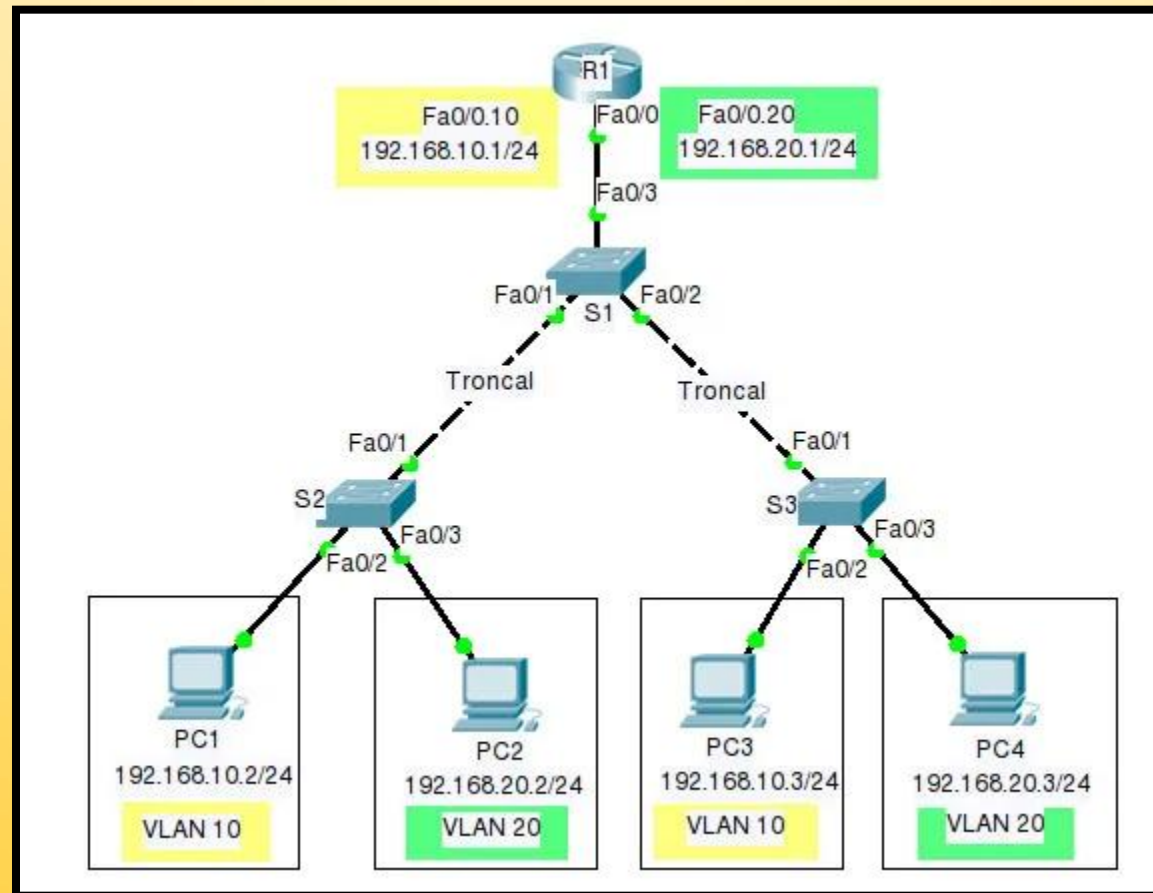 R1
Fa0/0.10
192.168.10.1/24
Fa0/0
Fa0/0.20
192.168.20.1/24
Fa0/3
Fa0/1
Fa0/2
S1
Troncal
Troncal
Fa0/1
Fa0/1
S2
S3
Fa0/2
Fa0/3
Fa0/2
Fa0/3
PC1
192.168.10.2/24
VLAN 10
PC2
192.168.20.2/24
VLAN 20
PC3
192.168.10.3/24
VLAN 10
PC4
192.168.20.3/24
VLAN 20